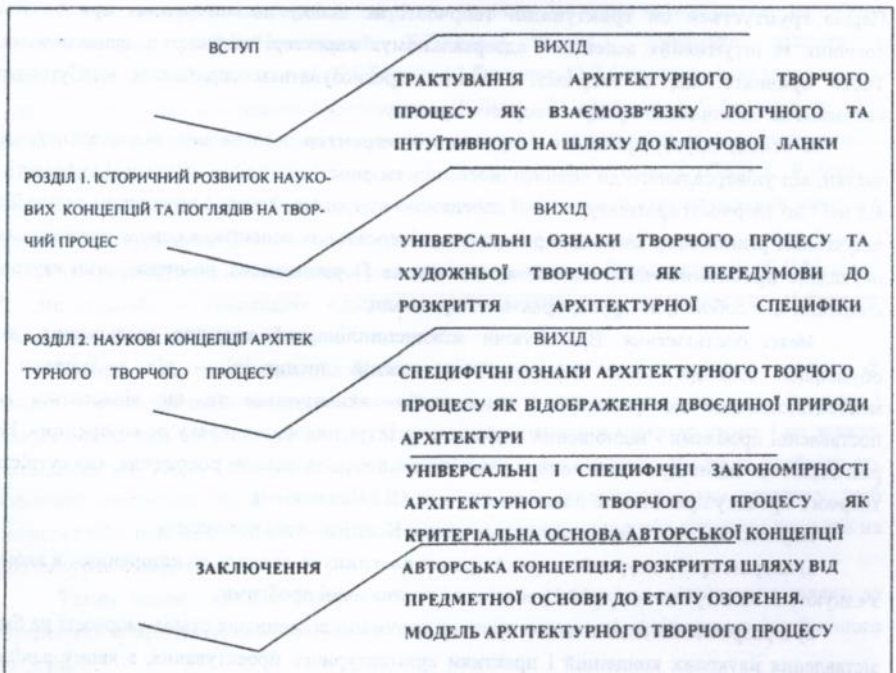 ВСТУП
ВИХІД
ТРАКТУВАННЯ АРХІТЕКТУРНОГО ТВОРЧОГО
ПРОЦЕСУ ЯК ВЗАЄМОЗВ"ЯЗКУ ЛОГІЧНОГО ТА
ІНТУЇТИВНОГО НА ШЛЯХУ ДО КЛЮЧОВОЇ ЛАНКИ
РОЗДІЛ 1. ІСТОРИЧНИЙ РОЗВИТОК НАУКО-
ВИХ КОНЦЕПЦІЙ ТА ПОГЛЯДІВ НА ТВОР-
ЧИЙ ПРОЦЕС
ВИХІД
УНІВЕРСАЛЬНІ ОЗНАКИ ТВОРЧОГО ПРОЦЕСУ ТА
ХУДОЖНЬОЇ ТВОРЧОСТІ ЯК ПЕРЕДУМОВИ ДО
РОЗКРИТТЯ АРХІТЕКТУРНОЇ СПЕЦИФІКИ
РОЗДІЛ 2. НАУКОВІ КОНЦЕПЦІЇ АРХІТЕК
ТУРНОГО ТВОРЧОГО ПРОЦЕСУ
ВИХІД
СПЕЦИФІЧНІ ОЗНАКИ АРХІТЕКТУРНОГО ТВОРЧОГО
ПРОЦЕСУ ЯК ВІДОБРАЖЕННЯ ДВОЄДИНОЇ ПРИРОДИ
АРХІТЕКТУРИ
УНІВЕРСАЛЬНІ І СПЕЦИФІЧНІ ЗАКОНОМІРНОСТІ
АРХІТЕКТУРНОГО ТВОРЧОГО ПРОЦЕСУ ЯК
КРИТЕРІАЛЬНА ОСНОВА АВТОРСЬКОЇ КОНЦЕПЦІЇ
ЗАКЛЮЧЕННЯ
АВТОРСЬКА КОНЦЕПЦІЯ: РОЗКРИТТЯ ШЛЯХУ ВІД
ПРЕДМЕТНОЇ ОСНОВИ ДО ЕТАПУ ОЗОРЕННЯ.
МОДЕЛЬ АРХІТЕКТУРНОГО ТВОРЧОГО ПРОЦЕСУ